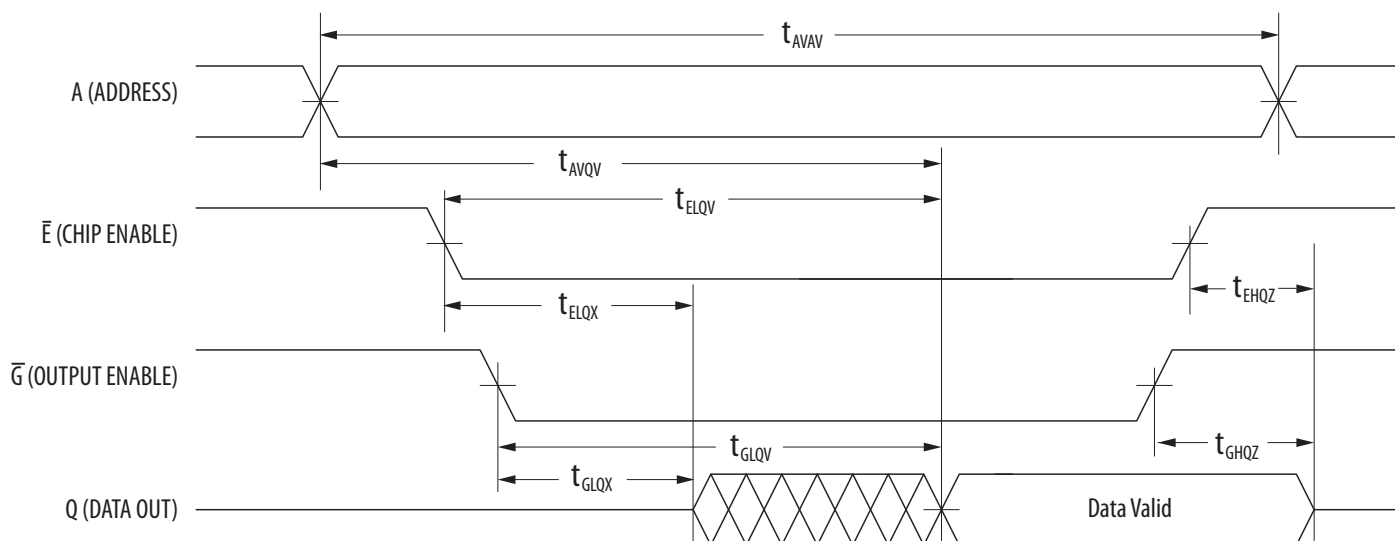 tAVAV
A (ADDRESS)
tAVQV
tELQV
E̅ (CHIP ENABLE)
tELQX
tEHQZ
G̅ (OUTPUT ENABLE)
tGLQV
tGHQZ
tGLQX
Q (DATA OUT)
Data Valid